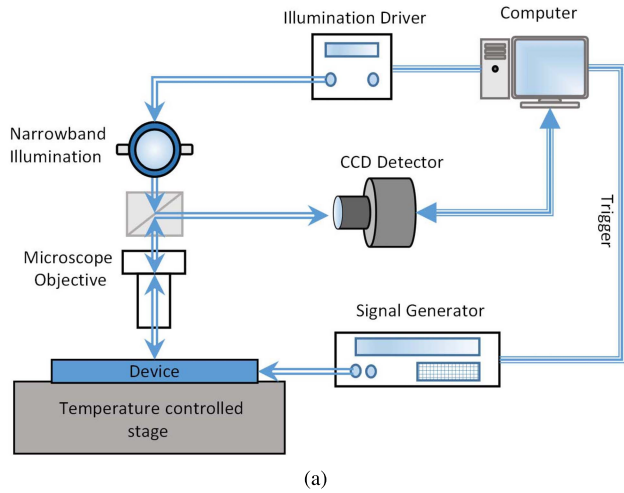 Illumination Driver
Computer
Narrowband
Illumination
CCD Detector
Trigger
Microscope
Objective
Signal Generator
Device
Temperature controlled
stage
(a)